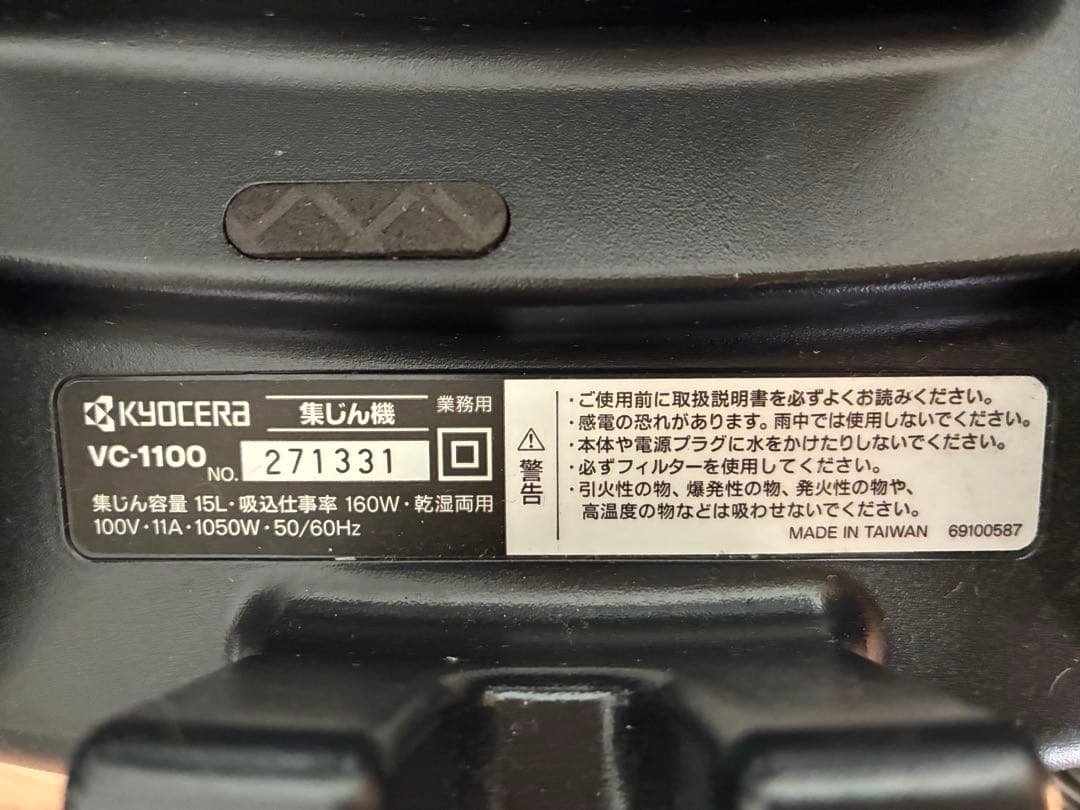 KYOCERA 集じん機 業務用
VC-1100 NO. 271331
集じん容量 15L・吸込仕事率 160W・乾湿両用
100V・11A・1050W・50/60Hz
警告
・ご使用前に取扱説明書を必ずよくお読みください。
・感電の恐れがあります。雨中では使用しないでください。
・本体や電源プラグに水をかけたりしないでください。
・必ずフィルターを使用してください。
・引火性の物、爆発性の物、発火性の物や、
高温度の物などは吸わせないでください。
MADE IN TAIWAN 69100587